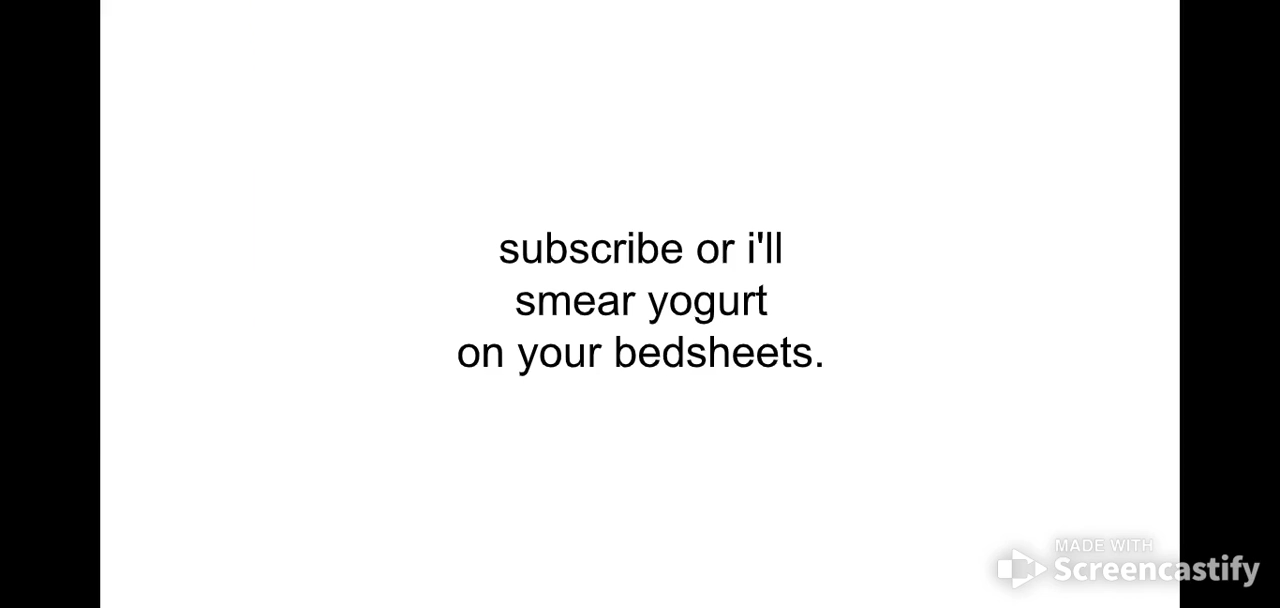 subscribe or i'll
smear yogurt
on your bedsheets.
MADE WITH
Screencastify